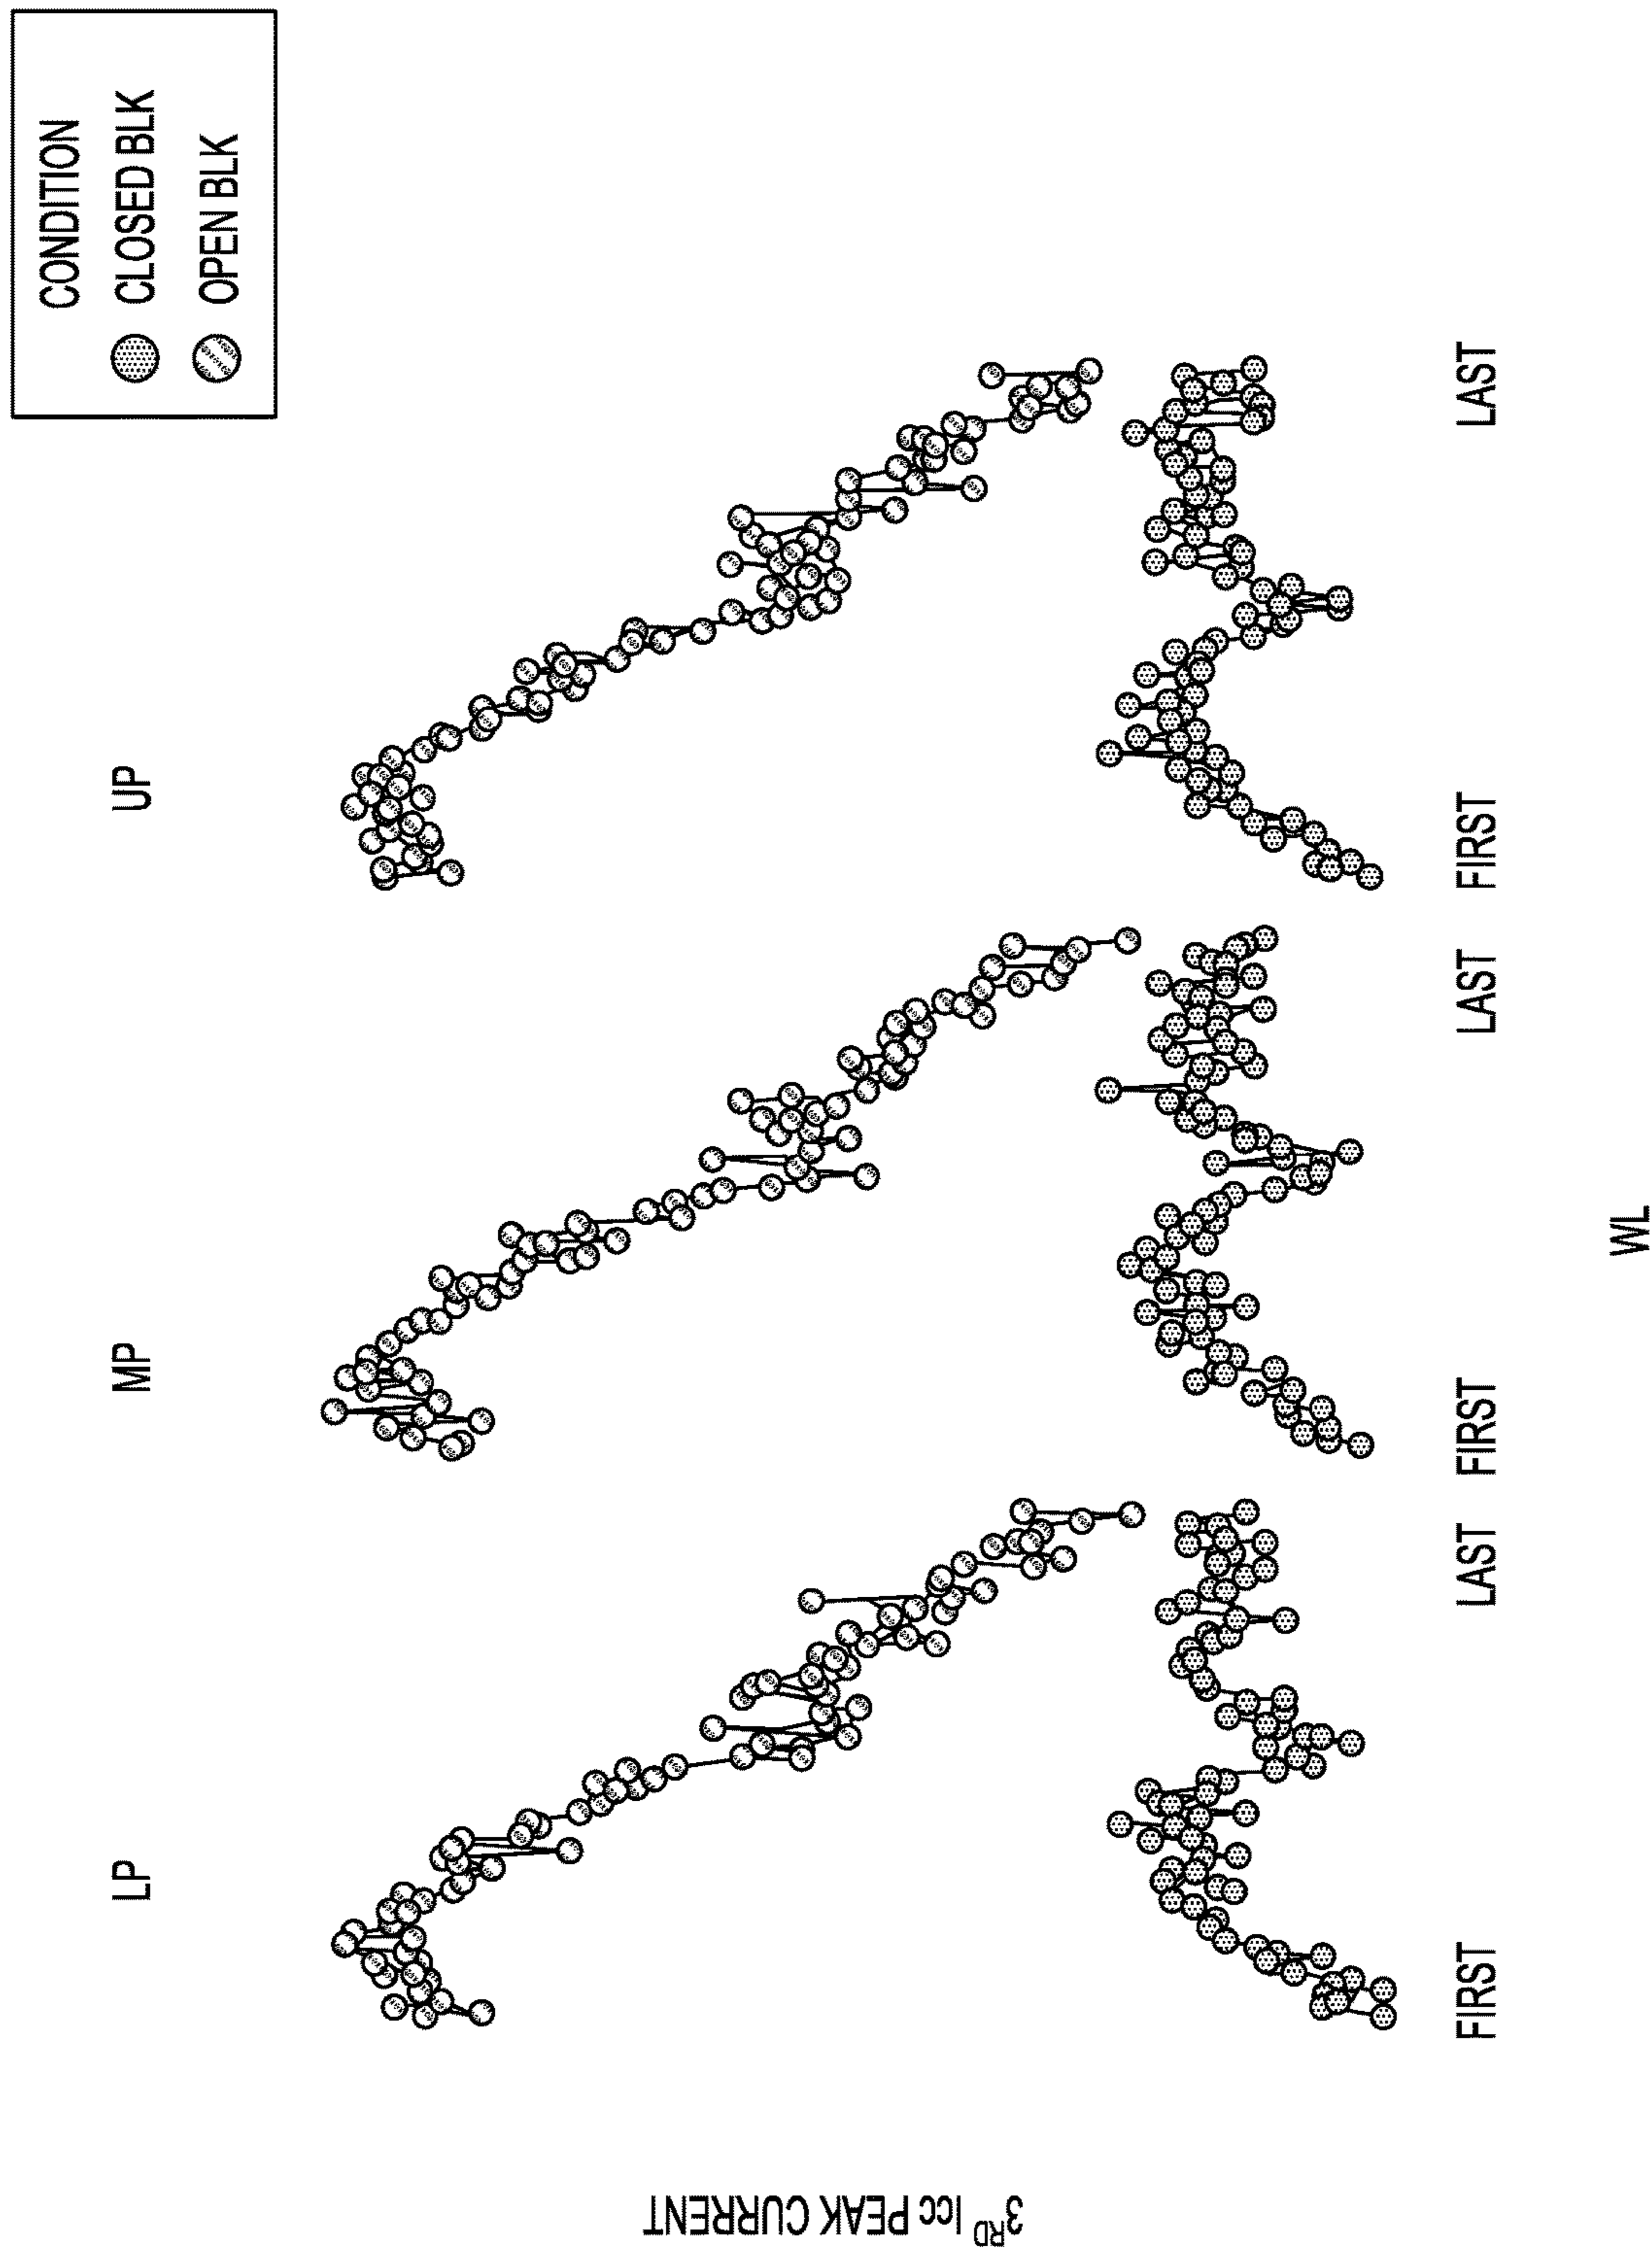 CONDITION
CLOSED BLK
OPEN BLK
LP
MP
UP
3RD Icc PEAK CURRENT
FIRST
LAST
FIRST
LAST
FIRST
LAST
WL